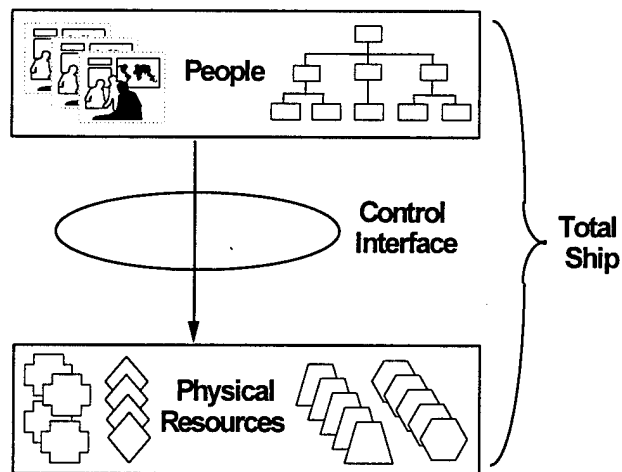 People
Control
Interface
Total
Ship
Physical
Resources